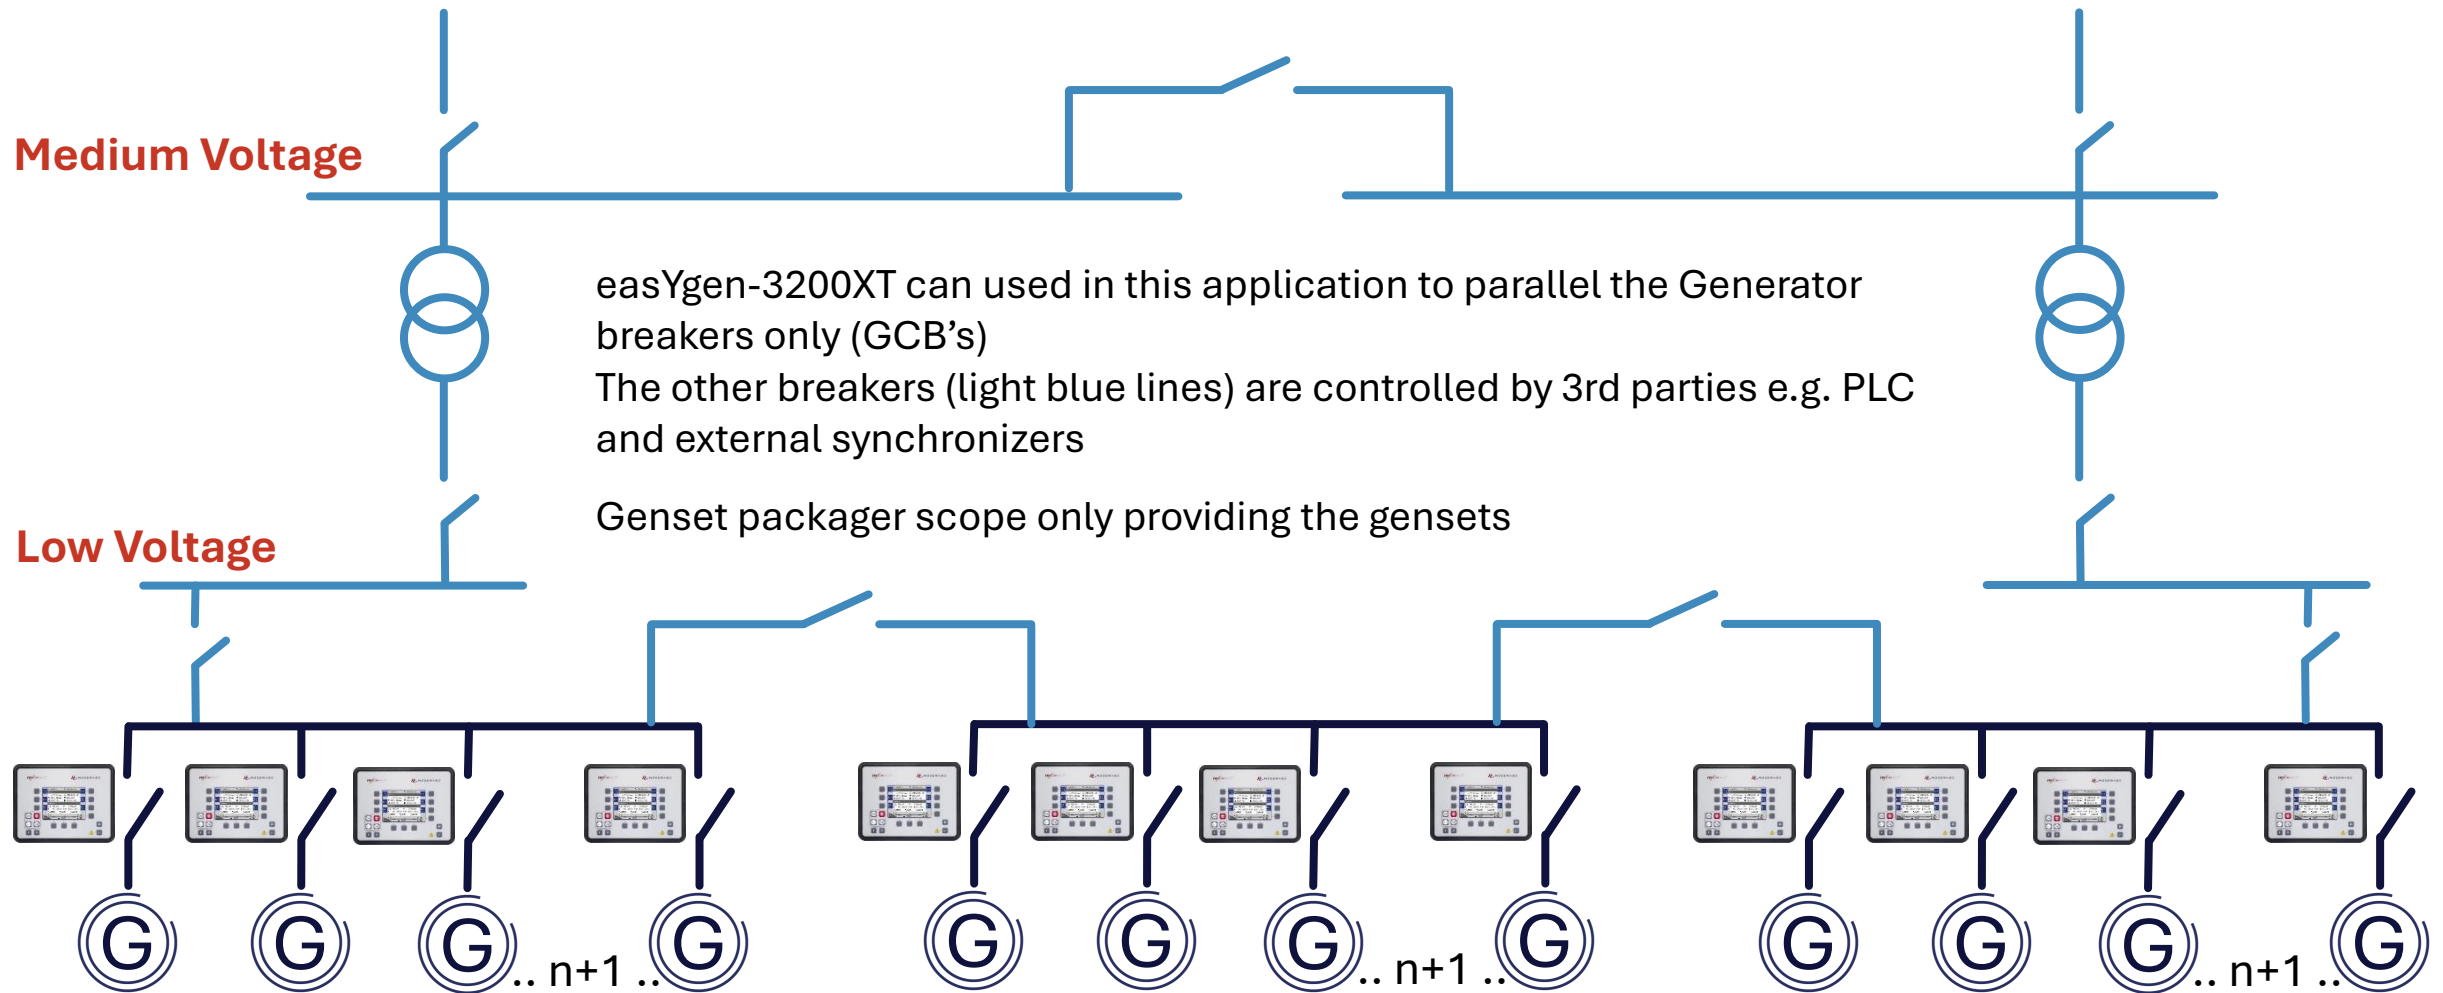 Medium Voltage
easYgen-3200XT can used in this application to parallel the Generator
breakers only (GCB’s)
The other breakers (light blue lines) are controlled by 3rd parties e.g. PLC
and external synchronizers
Genset packager scope only providing the gensets
Low Voltage
G
G
G
.. n+1 ..
G
G
G
G
.. n+1 ..
G
G
G
G
.. n+1 ..
G